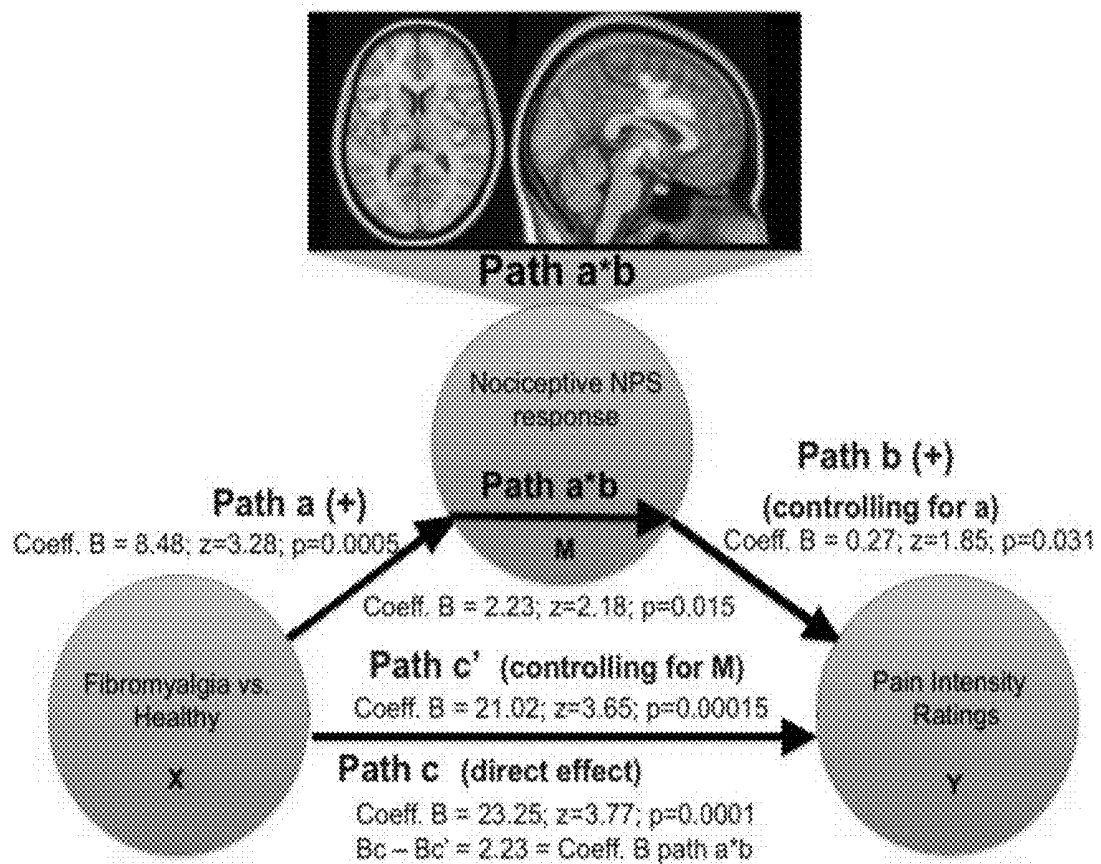 Path a*b
Nociceptive NPS
response
Path a*b
M
Path a (+)
Coeff. B = 8.48; z=3.28; p=0.0005
Path b (+)
(controlling for a)
Coeff. B = 0.27; z=1.85; p=0.031
Coeff. B = 2.23; z=2.18; p=0.015
Fibromyalgia vs.
Healthy
X
Path c' (controlling for M)
Coeff. B = 21.02; z=3.65; p=0.00015
Pain Intensity
Ratings
Y
Path c (direct effect)
Coeff. B = 23.25; z=3.77; p=0.0001
Bc – Bc' = 2.23 = Coeff. B path a*b